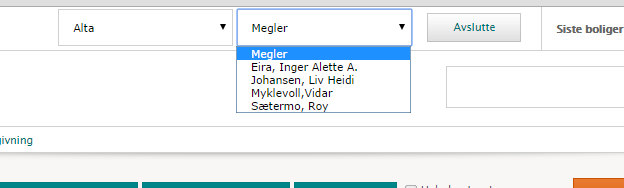 Alta Megler Avslutte Siste boliger
Megler
Eira, Inger Alette A.
Johansen, Liv Heidi
Myklevoll,Vidar
Sætermo, Roy
givning